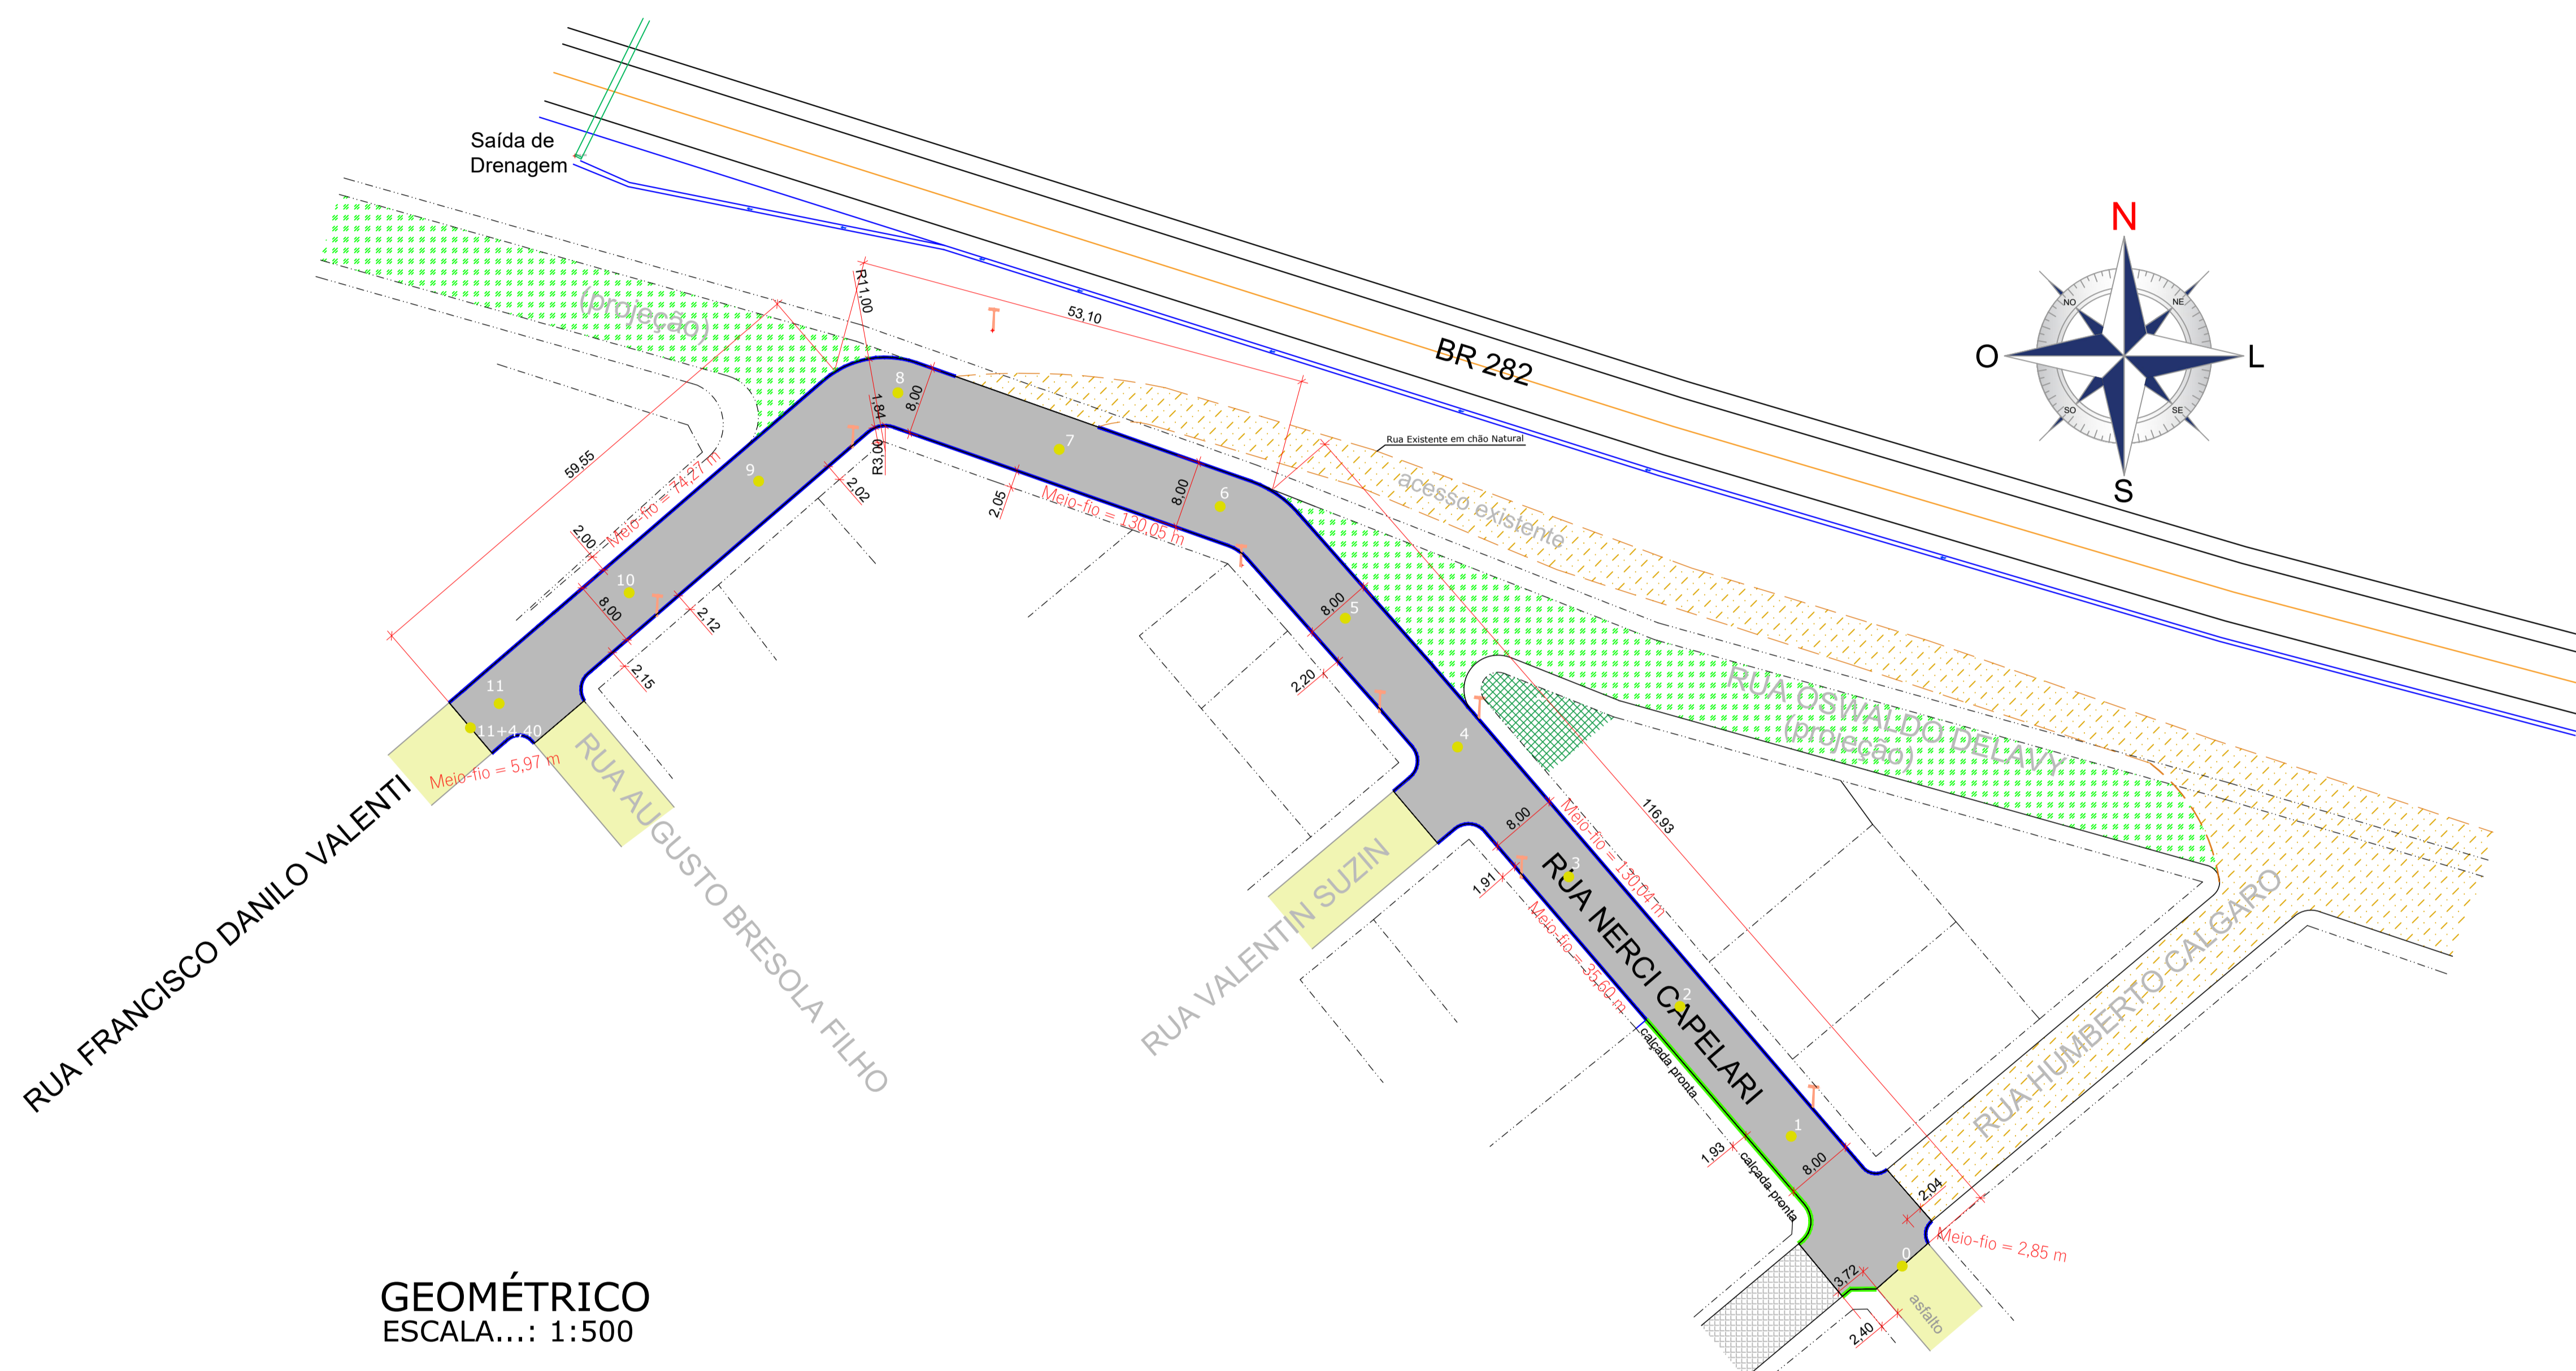 Saída de
Drenagem
(projeção)
R11,00
53,10
BR 282
N
NO
NE
O
L
SO
SE
S
8
8,00
1,84
R3,00
7
Rua Existente em chão Natural
acesso existente
59,55
9
Meio-fio = 74,27 m
2,02
2,05
Meio-fio = 130,05 m
8,00
6
2,00
10
8,00
2,12
2,15
8,00
5
2,20
RUA OSWALDO DELAVY
(projeção)
11
11+4,40
Meio-fio = 5,97 m
4
RUA FRANCISCO DANILO VALENTI
RUA AUGUSTO BRESOLA FILHO
RUA VALENTIN SUZIN
8,00
Meio-fio = 130,04 m
116,93
3
1,91
Meio-fio = 35,60 m
RUA NERCI CAPELARI
2
RUA HUMBERTO CALGARO
calçada pronta
1
1,93
calçada pronta
8,00
2,04
Meio-fio = 2,85 m
0
3,72
asfalto
2,40
GEOMÉTRICO
ESCALA...: 1:500